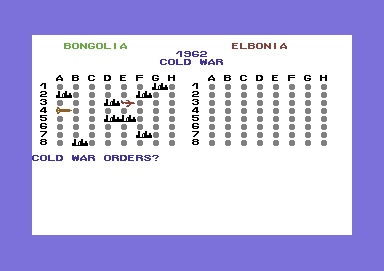 BONGOLIA ELBONIA
1962
COLD WAR
A B C D E F G H A B C D E F G H
1 1
2 2
3 3
4 4
5 5
6 6
7 7
8 8
COLD WAR ORDERS?